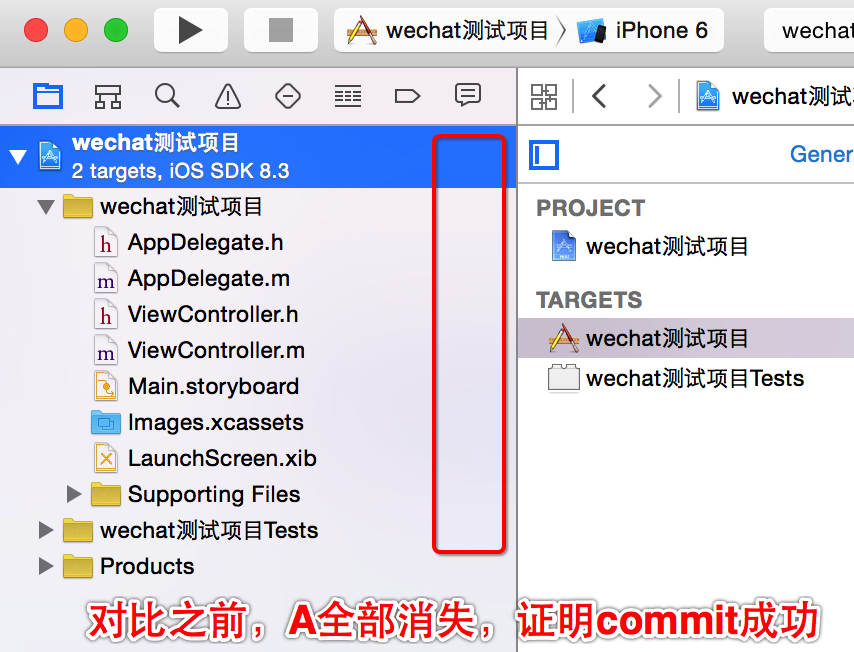 wechat测试项目
iPhone 6
wechat
wechat测试
wechat测试项目
2 targets, iOS SDK 8.3
Gener
wechat测试项目
h AppDelegate.h
m AppDelegate.m
h ViewController.h
m ViewController.m
Main.storyboard
Images.xcassets
LaunchScreen.xib
Supporting Files
wechat测试项目Tests
Products
PROJECT
wechat测试项目
TARGETS
wechat测试项目
wechat测试项目Tests
对比之前，A全部消失，证明commit成功